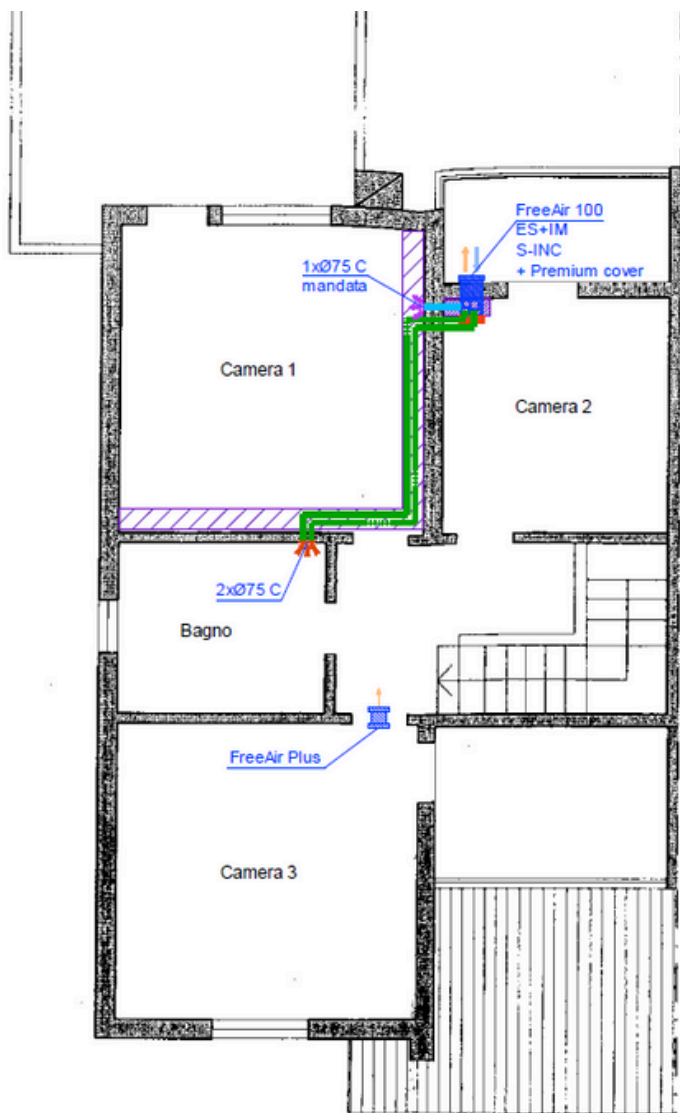 FreeAir 100
ES+IM
S-INC
+ Premium cover
1xØ75 C
mandata
Camera 1
Camera 2
2xØ75 C
Bagno
FreeAir Plus
Camera 3